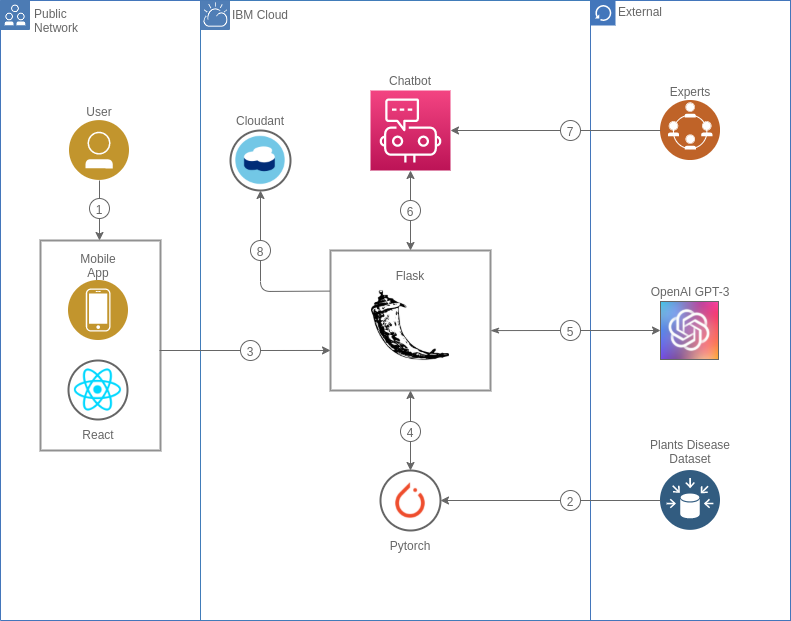 Public
Network
IBM Cloud
External
User
1
Mobile
App
React
Cloudant
Chatbot
Experts
7
6
8
Flask
3
OpenAI GPT-3
5
4
Plants Disease
Dataset
2
Pytorch